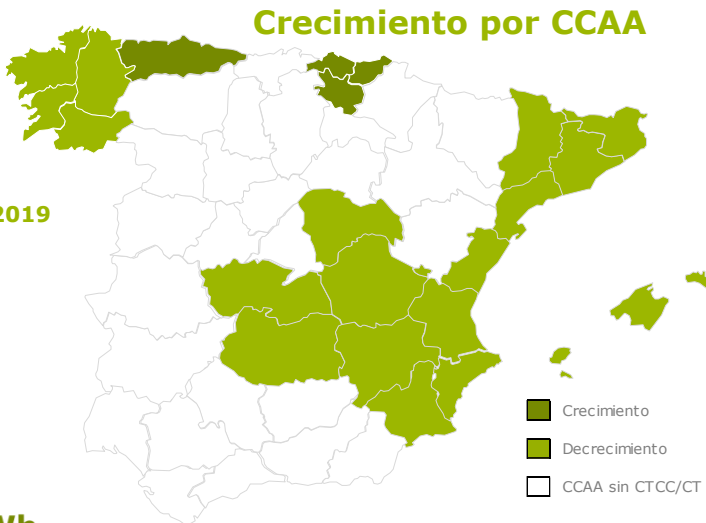 Crecimiento por CCAA
2019
Crecimiento
Decrecimiento
CCAA sin CTCC/CT